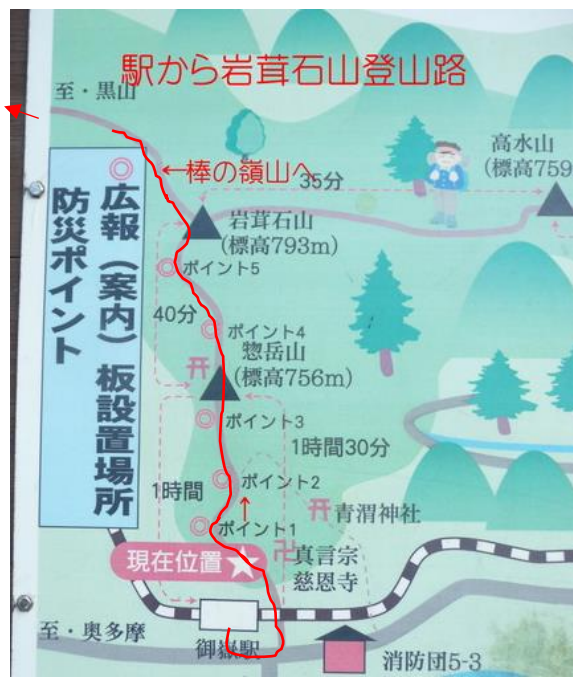 駅から岩茸石山登山路
至・黒山
←棒の嶺山へ
35分
高水山
(標高759
岩茸石山
(標高793m)
◎広報（案内）板設置場所
防災ポイント
ポイント5
40分
ポイント4
惣岳山
(標高756m)
ポイント3
1時間30分
1時間
ポイント2
ポイント1
青渭神社
現在位置
真言宗
慈恩寺
至・奥多摩
御嶽駅
消防団5-3